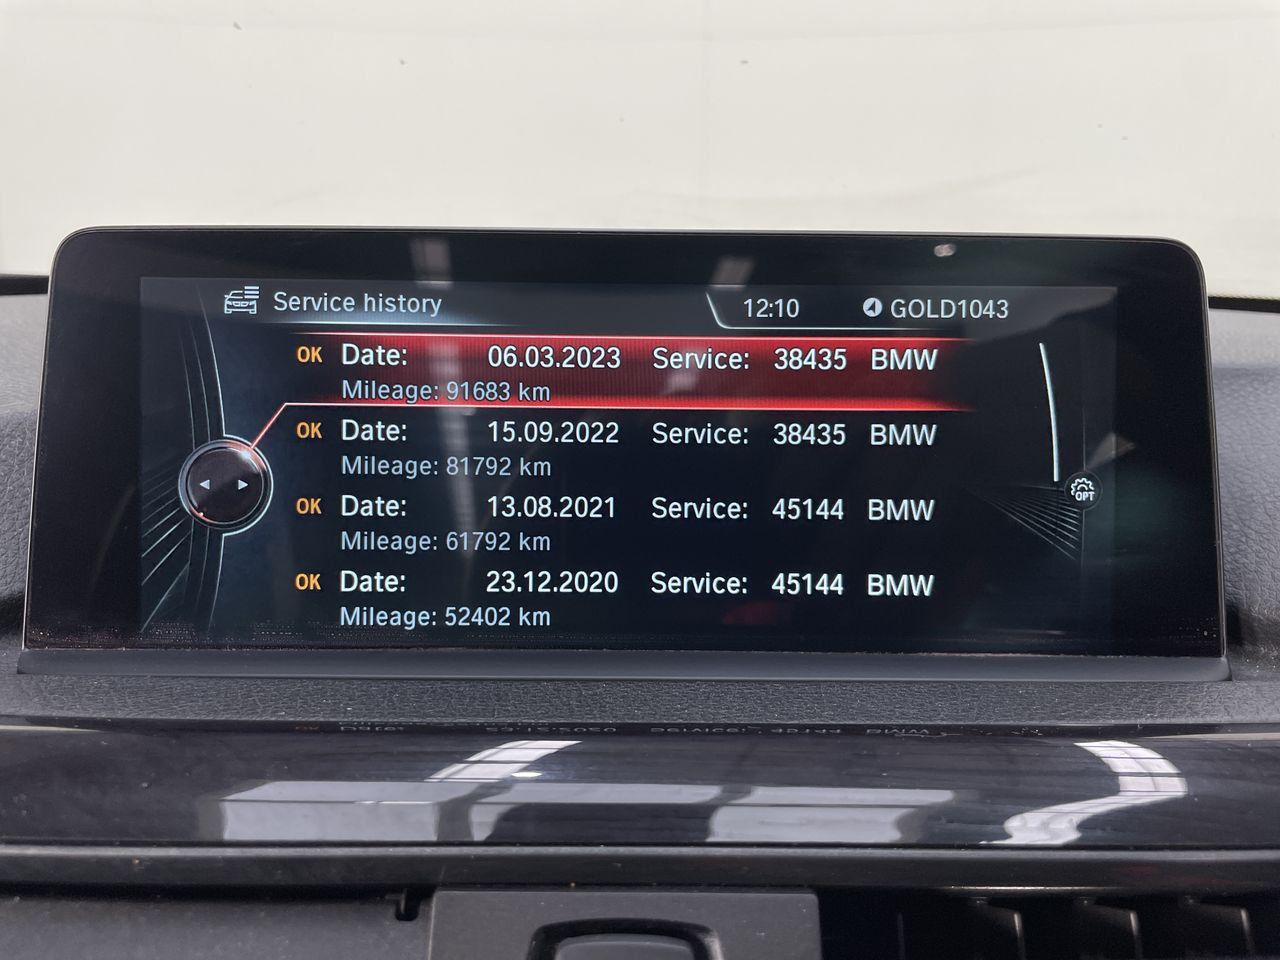 Service history 12:10 GOLD1043
OK Date: 06.03.2023 Service: 38435 BMW
Mileage: 91683 km
OK Date: 15.09.2022 Service: 38435 BMW
Mileage: 81792 km
OK Date: 13.08.2021 Service: 45144 BMW
Mileage: 61792 km
OK Date: 23.12.2020 Service: 45144 BMW
Mileage: 52402 km
OPT